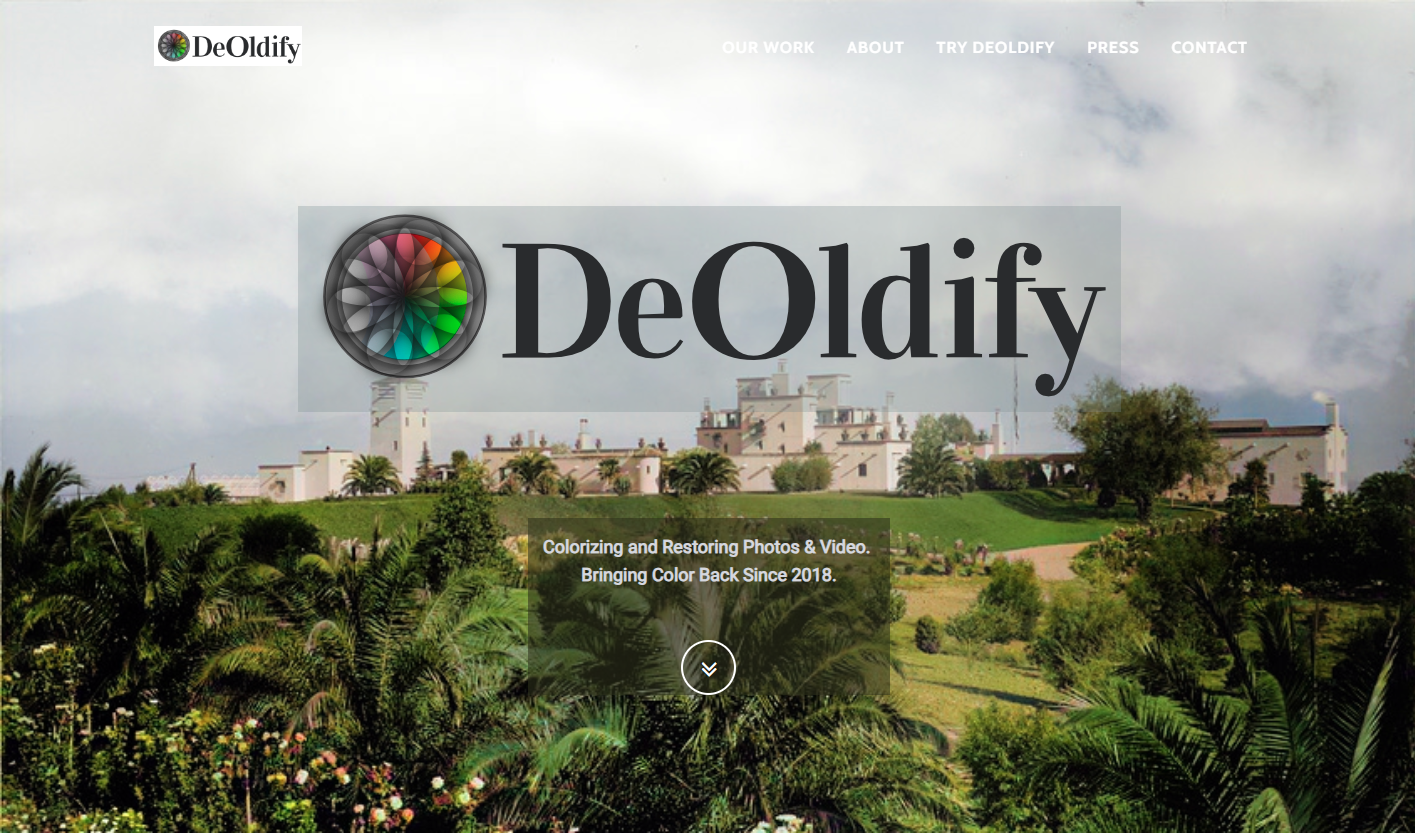 DeOldify
OUR WORK ABOUT TRY DEOLDIFY PRESS CONTACT
DeOldify
Colorizing and Restoring Photos & Video.
Bringing Color Back Since 2018.